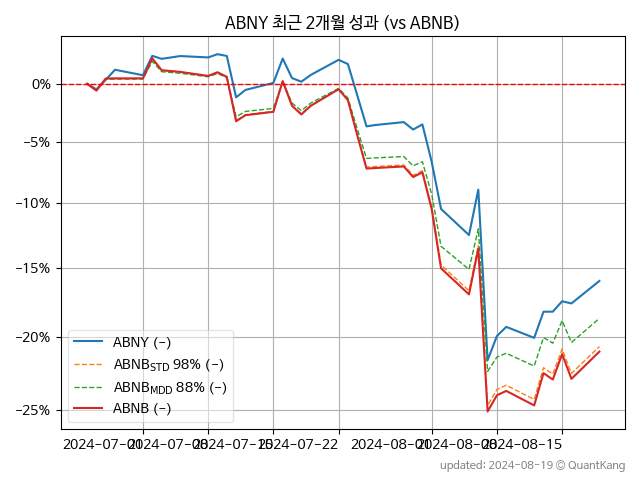 ABNY 최근 2개월 성과 (vs ABNB)
0%
−5%
−10%
−15%
−20%
−25%
ABNY (−)
ABNBSTD 98% (−)
ABNBMDD 88% (−)
ABNB (−)
2024-07-01 2024-07-08 2024-07-15 2024-07-22 2024-08-01 2024-08-08 2024-08-15
updated: 2024-08-19 © QuantKang